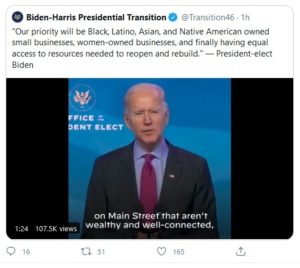 Biden-Harris Presidential Transition @Transition46 · 1h
"Our priority will be Black, Latino, Asian, and Native American owned
small businesses, women-owned businesses, and finally having equal
access to resources needed to reopen and rebuild." — President-elect
Biden
FFICE OF
DENT ELECT
on Main Street that aren't
wealthy and well-connected,
1:24 107.5K views
16 51 165